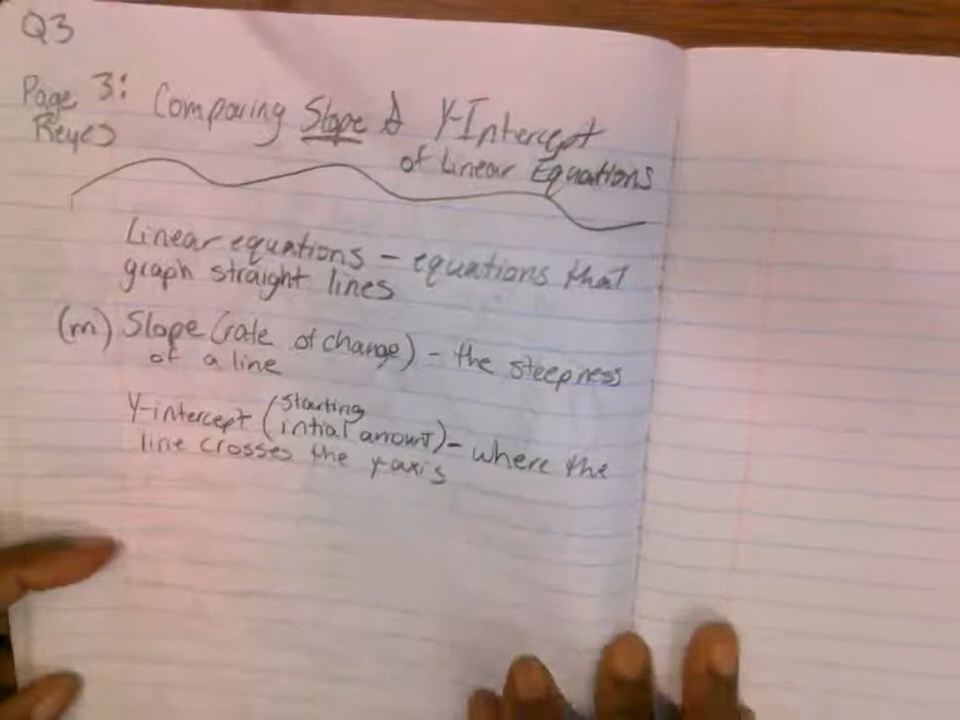 Q3
Page 3: Comparing Slope & Y-Intercept
Reyes
of Linear Equations
Linear equations - equations that
graph straight lines
(m) Slope (rate of change) - the steepness
of a line
Y-intercept (starting
intial amount) - where the
line crosses the y-axis